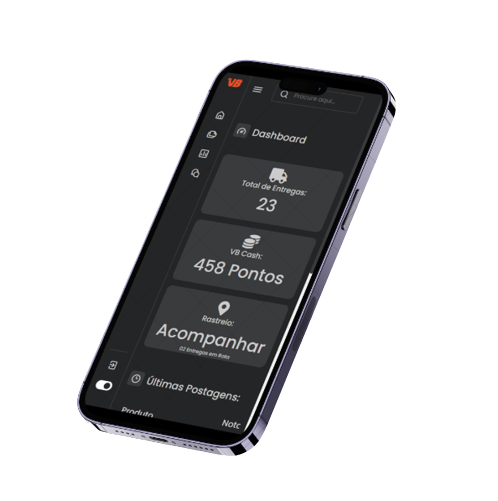 VB
Procure aqui...
Dashboard
Total de Entregas:
23
VB Cash:
458 Pontos
Rastreio:
Acompanhar
02 Entregas em Rota
Últimas Postagens:
Produto
Nota